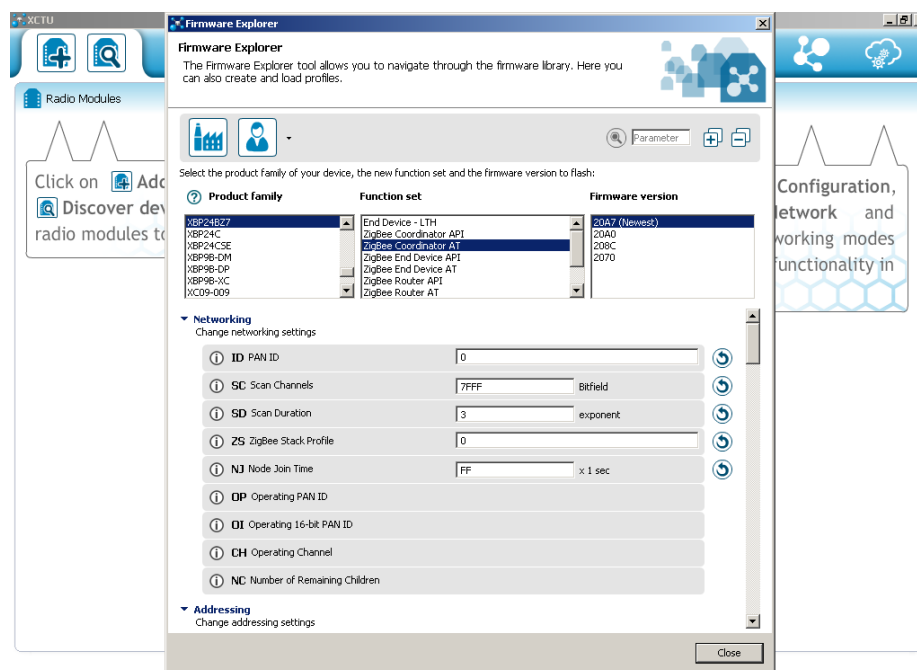 XCTU
Firmware Explorer
Firmware Explorer
The Firmware Explorer tool allows you to navigate through the firmware library. Here you
can also create and load profiles.
Radio Modules
Parameter
Click on Add
Discover dev
radio modules to
Configuration,
etwork and
working modes
functionality in
Select the product family of your device, the new function set and the firmware version to flash:
Product family Function set Firmware version
XBP24BZ7 End Device - LTH 20A7 (Newest)
XBP24C ZigBee Coordinator API 20A0
XBP24CSE ZigBee Coordinator AT 208C
XBP9B-DM ZigBee End Device API 2070
XBP9B-DP ZigBee End Device AT
XBP9B-XC ZigBee Router API
XC09-009 ZigBee Router AT
Networking
Change networking settings
ID PAN ID 0
SC Scan Channels 7FFF Bitfield
SD Scan Duration 3 exponent
ZS ZigBee Stack Profile 0
NJ Node Join Time FF x 1 sec
OP Operating PAN ID
OI Operating 16-bit PAN ID
CH Operating Channel
NC Number of Remaining Children
Addressing
Change addressing settings
Close